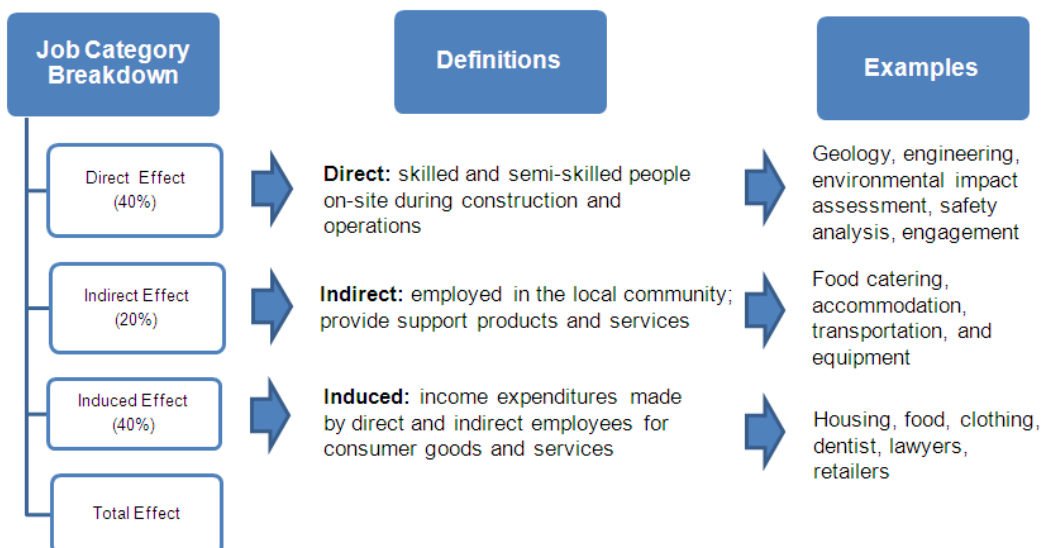 Job Category
Breakdown
Definitions
Examples
Direct Effect
(40%)
Direct: skilled and semi-skilled people
on-site during construction and
operations
Geology, engineering,
environmental impact
assessment, safety
analysis, engagement
Indirect Effect
(20%)
Indirect: employed in the local community;
provide support products and services
Food catering,
accommodation,
transportation, and
equipment
Induced Effect
(40%)
Induced: income expenditures made
by direct and indirect employees for
consumer goods and services
Housing, food, clothing,
dentist, lawyers,
retailers
Total Effect